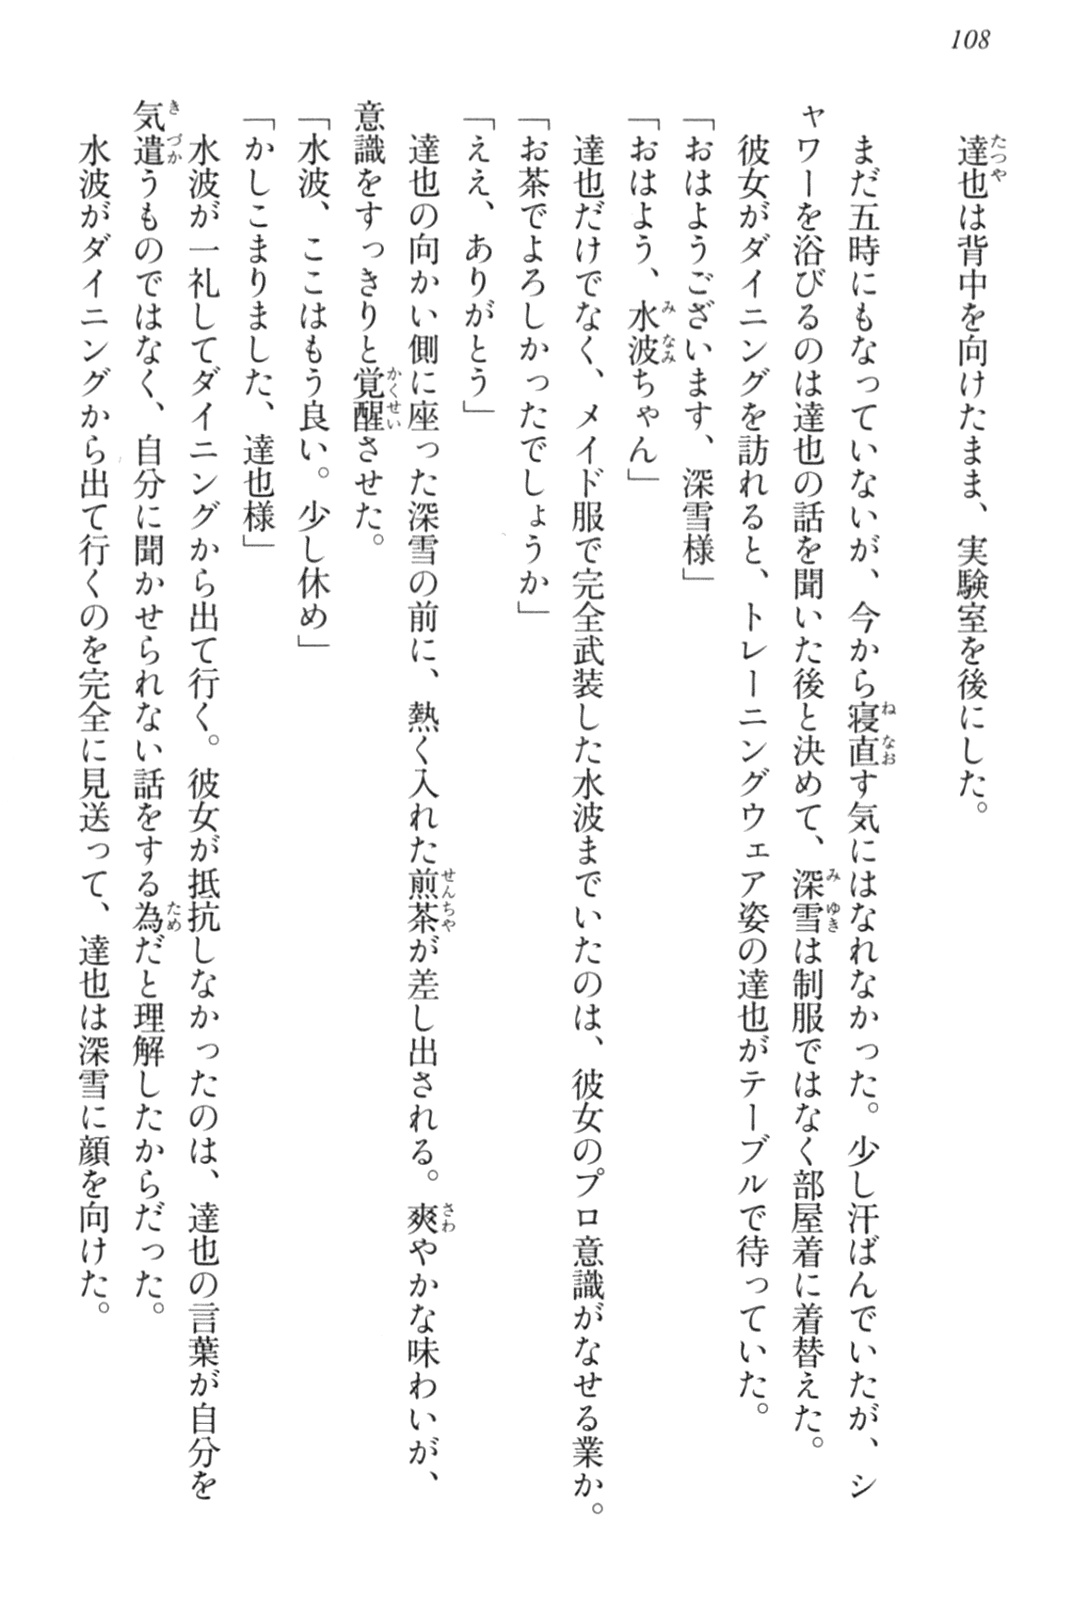 108
達也は背中を向けたまま、実験室を後にした。
まだ五時にもなっていないが、今から寝直す気にはなれなかった。少し汗ばんでいたが、シ
ャワーを浴びるのは達也の話を聞いた後と決めて、深雪は制服ではなく部屋着に着替えた。
彼女がダイニングを訪れると、トレーニングウェア姿の達也がテーブルで待っていた。
「おはようございます、深雪様」
「おはよう、水波ちゃん」
達也だけでなく、メイド服で完全武装した水波までいたのは、彼女のプロ意識がなせる業か。
「お茶でよろしかったでしょうか」
「ええ、ありがとう」
達也の向かい側に座った深雪の前に、熱く入れた煎茶が差し出される。爽やかな味わいが、
意識をすっきりと覚醒させた。
「水波、ここはもう良い。少し休め」
「かしこまりました、達也様」
水波が一礼してダイニングから出て行く。彼女が抵抗しなかったのは、達也の言葉が自分を
気遣うものではなく、自分に聞かせられない話をする為だと理解したからだった。
水波がダイニングから出て行くのを完全に見送って、達也は深雪に顔を向けた。